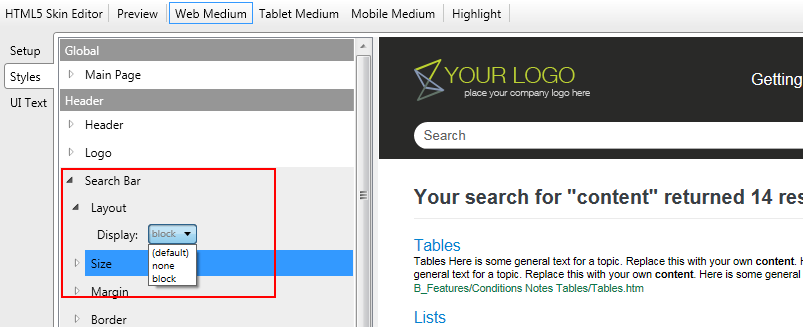 HTML5 Skin Editor Preview Web Medium Tablet Medium Mobile Medium Highlight
Setup
Styles
UI Text
Global
Main Page
Header
Header
Logo
Search Bar
Layout
Display: block
(default)
none
block
Size
Margin
Border
YOUR LOGO
place your company logo here
Getting
Search
Your search for "content" returned 14 res
Tables
Tables Here is some general text for a topic. Replace this with your own content. H
general text for a topic. Replace this with your own content. Here is some general
B_Features/Conditions Notes Tables/Tables.htm
Lists